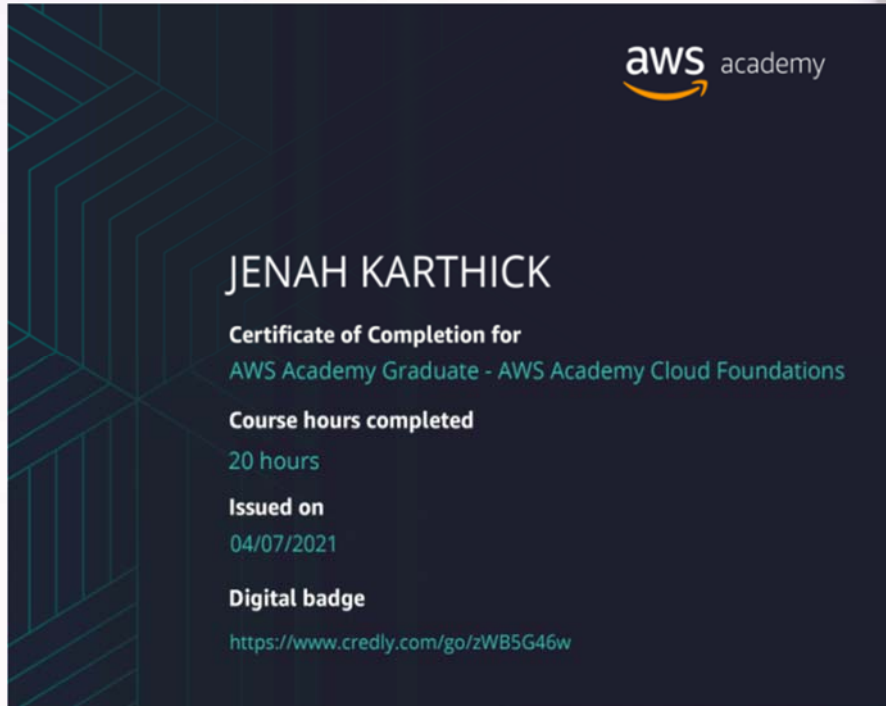 aws academy
JENAH KARTHICK
Certificate of Completion for
AWS Academy Graduate - AWS Academy Cloud Foundations
Course hours completed
20 hours
Issued on
04/07/2021
Digital badge
https://www.credly.com/go/zWB5G46w